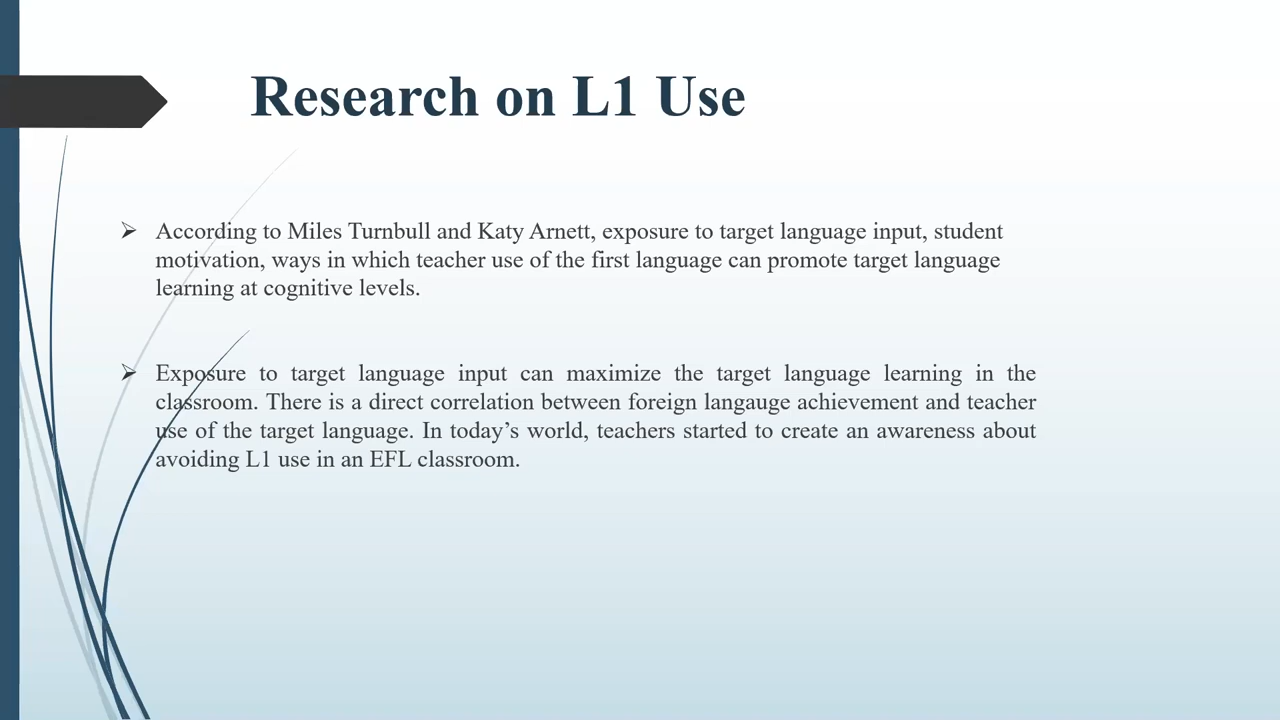 Research on L1 Use
According to Miles Turnbull and Katy Arnett, exposure to target language input, student
motivation, ways in which teacher use of the first language can promote target language
learning at cognitive levels.
Exposure to target language input can maximize the target language learning in the
classroom. There is a direct correlation between foreign langauge achievement and teacher
use of the target language. In today’s world, teachers started to create an awareness about
avoiding L1 use in an EFL classroom.